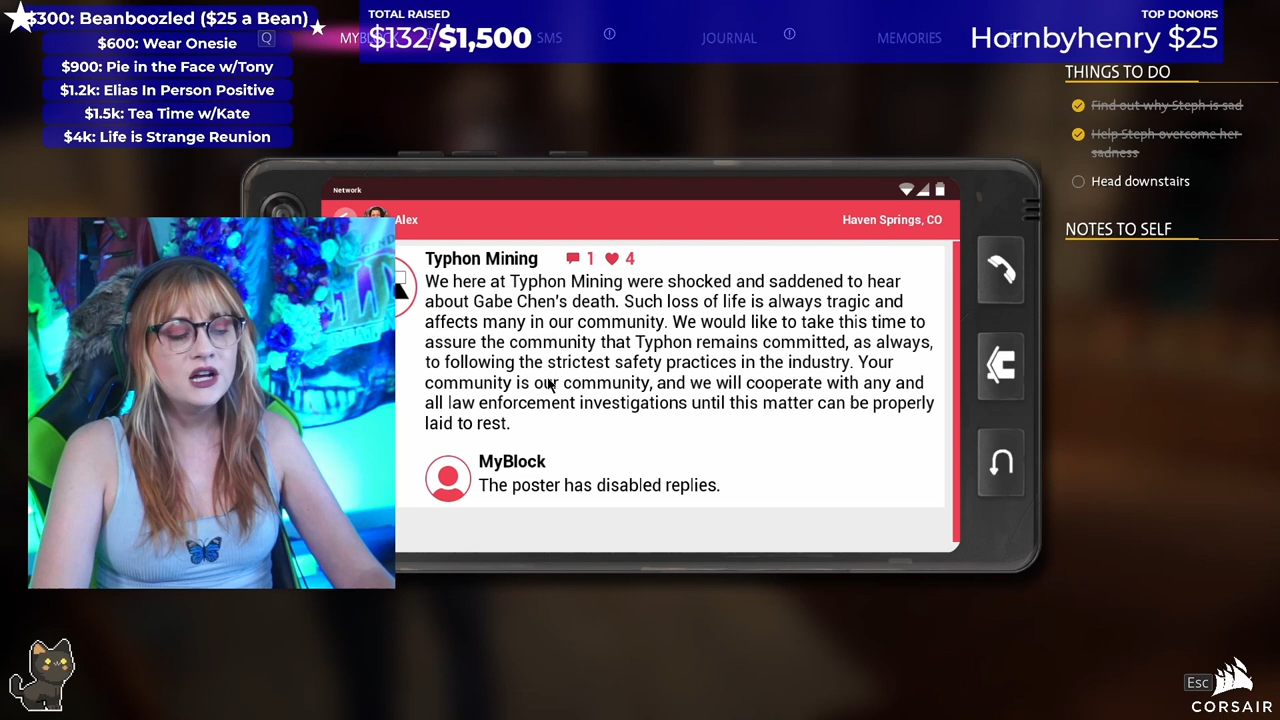 $300: Beanboozled ($25 a Bean)
$600: Wear Onesie
$900: Pie in the Face w/Tony
$1.2k: Elias In Person Positive
$1.5k: Tea Time w/Kate
$4k: Life is Strange Reunion
Q
TOTAL RAISED
$132/$1,500
MYBLOCK
SMS
JOURNAL
MEMORIES
TOP DONORS
Hornbyhenry $25
THINGS TO DO
Find out why Steph is sad
Help Steph overcome her
sadness
Head downstairs
NOTES TO SELF
Network
Alex
Haven Springs, CO
Typhon Mining 1 4
We here at Typhon Mining were shocked and saddened to hear
about Gabe Chen's death. Such loss of life is always tragic and
affects many in our community. We would like to take this time to
assure the community that Typhon remains committed, as always,
to following the strictest safety practices in the industry. Your
community is our community, and we will cooperate with any and
all law enforcement investigations until this matter can be properly
laid to rest.
MyBlock
The poster has disabled replies.
Esc
CORSAIR